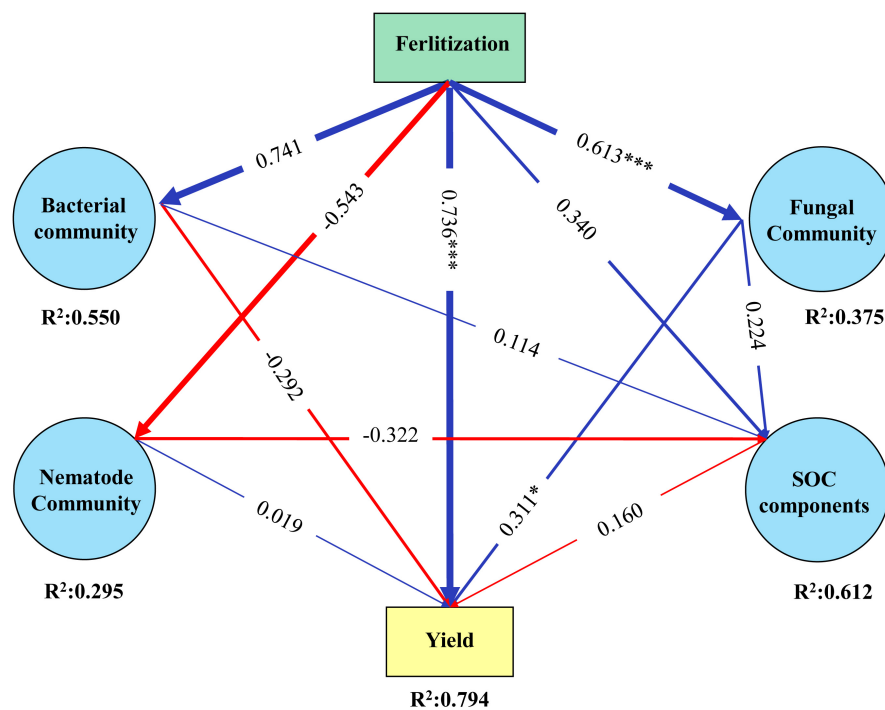 Ferlitization
0.741
0.613***
-0.543
0.736***
0.340
Bacterial
community
R²:0.550
Fungal
Community
R²:0.375
-0.292
0.114
0.224
-0.322
Nematode
Community
R²:0.295
0.019
0.311*
0.160
SOC
components
R²:0.612
Yield
R²:0.794